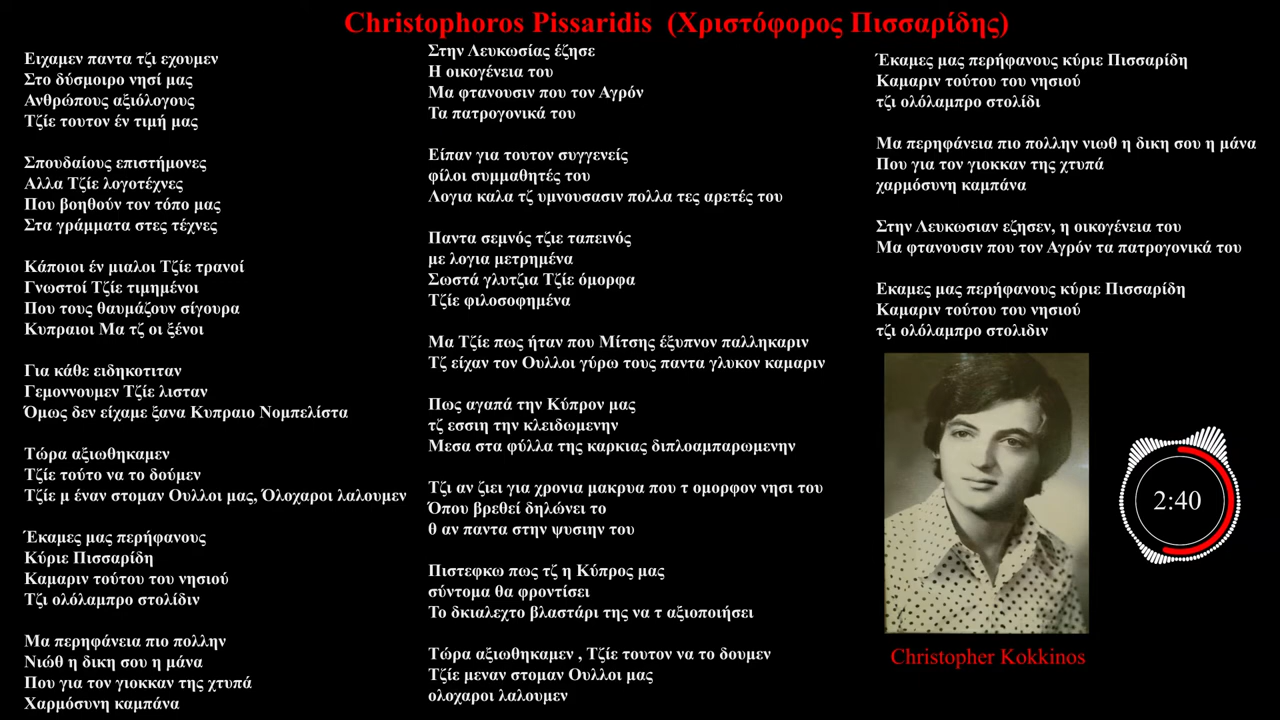 Christophoros Pissaridis (Χριστόφορος Πισσαρίδης)
Ειχαμεν παντα τζι εχουμεν
Στο δύσμοιρο νησί μας
Ανθρώπους αξιόλογους
Τζίε τουτον έν τιμή μας
Σπουδαίους επιστήμονες
Αλλα Τζίε λογοτέχνες
Που βοηθούν τον τόπο μας
Στα γράμματα στες τέχνες
Κάποιοι έν μιαλοι Τζίε τρανοί
Γνωστοί Τζίε τιμημένοι
Που τους θαυμάζουν σίγουρα
Κυπραιοι Μα τζ οι ξένοι
Για κάθε ειδηκοτιταν
Γεμοννουμεν Τζίε λισταν
Όμως δεν είχαμε ξανα Κυπραιο Νομπελίστα
Τώρα αξιωθηκαμεν
Τζίε τούτο να το δούμεν
Τζίε μ έναν στομαν Ουλλοι μας, Όλοχαροι λαλουμεν
Έκαμες μας περήφανους
Κύριε Πισσαρίδη
Καμαριν τούτου του νησιού
Τζι ολόλαμπρο στολίδιν
Μα περηφάνεια πιο πολλην
Νιώθ η δικη σου η μάνα
Που για τον γιοκκαν της χτυπά
Χαρμόσυνη καμπάνα
Στην Λευκωσίας έζησε
Η οικογένεια του
Μα φτανουσιν που τον Αγρόν
Τα πατρογονικά του
Είπαν για τουτον συγγενείς
φίλοι συμμαθητές του
Λογια καλα τζ υμνουσασιν πολλα τες αρετές του
Παντα σεμνός τζιε ταπεινός
με λογια μετρημένα
Σωστά γλυτζια Τζίε όμορφα
Τζίε φιλοσοφημένα
Μα Τζίε πως ήταν που Μίτσης έξυπνον παλληκαριν
Τζ είχαν τον Ουλλοι γύρω τους παντα γλυκον καμαριν
Πως αγαπά την Κύπρον μας
τζ εσσιη την κλειδωμενην
Μεσα στα φύλλα της καρκιας διπλοαμπαρωμενην
Τζι αν ζιει για χρονια μακρυα που τ ομορφον νησι του
Όπου βρεθεί δηλώνει το
θ αν παντα στην ψυσιην του
Πιστεφκω πως τζ η Κύπρος μας
σύντομα θα φροντίσει
Το δκιαλεχτο βλαστάρι της να τ αξιοποιήσει
Τώρα αξιωθηκαμεν , Τζίε τουτον να το δουμεν
Τζίε μεναν στομαν Ουλλοι μας
ολοχαροι λαλουμεν
Έκαμες μας περήφανους κύριε Πισσαρίδη
Καμαριν τούτου του νησιού
τζι ολόλαμπρο στολίδι
Μα περηφάνεια πιο πολλην νιωθ η δικη σου η μάνα
Που για τον γιοκκαν της χτυπά
χαρμόσυνη καμπάνα
Στην Λευκωσιαν εζησεν, η οικογένεια του
Μα φτανουσιν που τον Αγρόν τα πατρογονικά του
Εκαμες μας περήφανους κύριε Πισσαρίδη
Καμαριν τούτου του νησιού
τζι ολόλαμπρο στολιδιν
2:40
Christopher Kokkinos